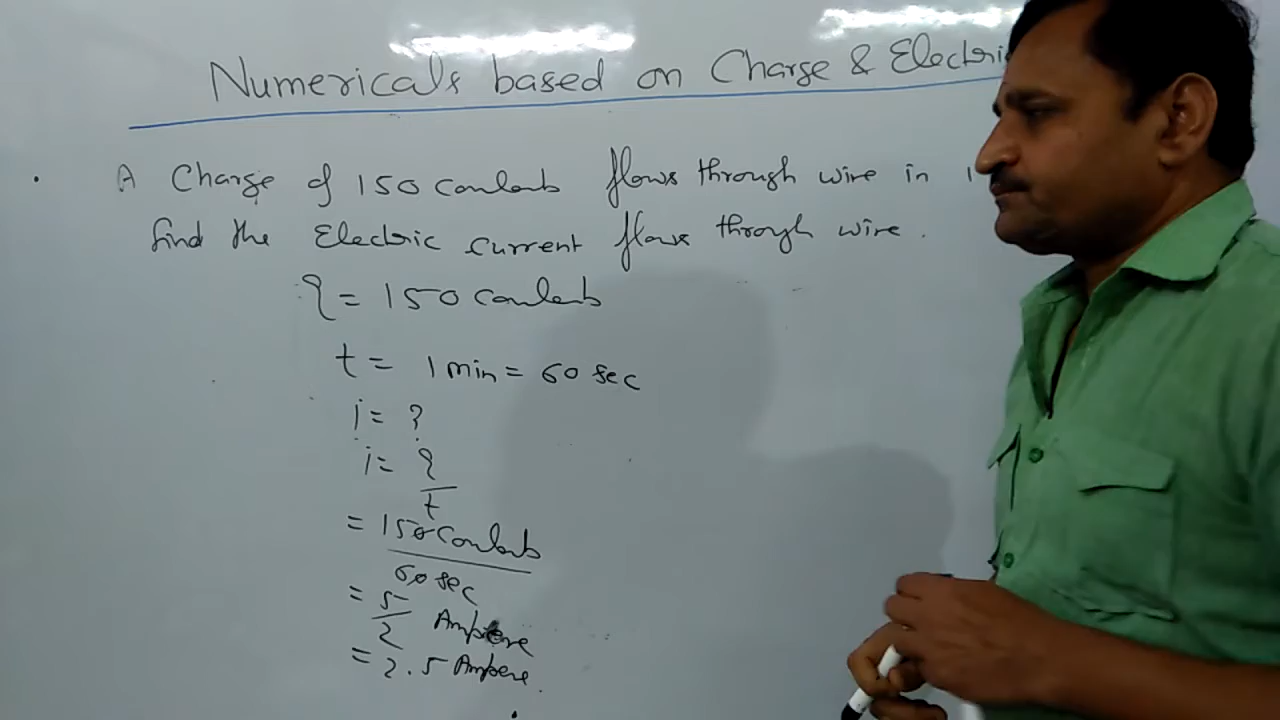 Numericals based on Charge & Electric
A Charge of 150 Coulomb flows through wire in 1
find the Electric current flows through wire.
q = 150 Coulomb
t = 1 min = 60 sec
i = ?
i = q
t
= 150 Coulomb
60 sec
= 5
2 Ampere
= 2.5 Ampere.